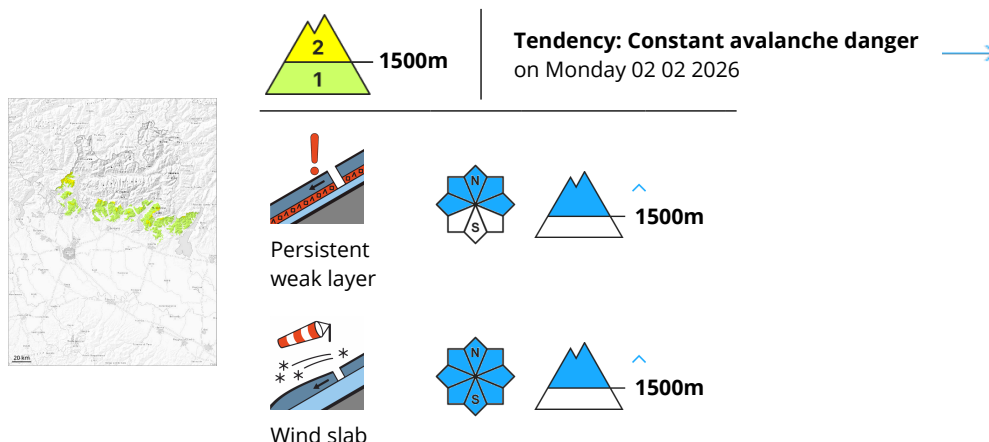 2
1500m
1
Tendency: Constant avalanche danger
on Monday 02 02 2026
20 km
N
S
1500m
Persistent
weak layer
N
S
1500m
Wind slab